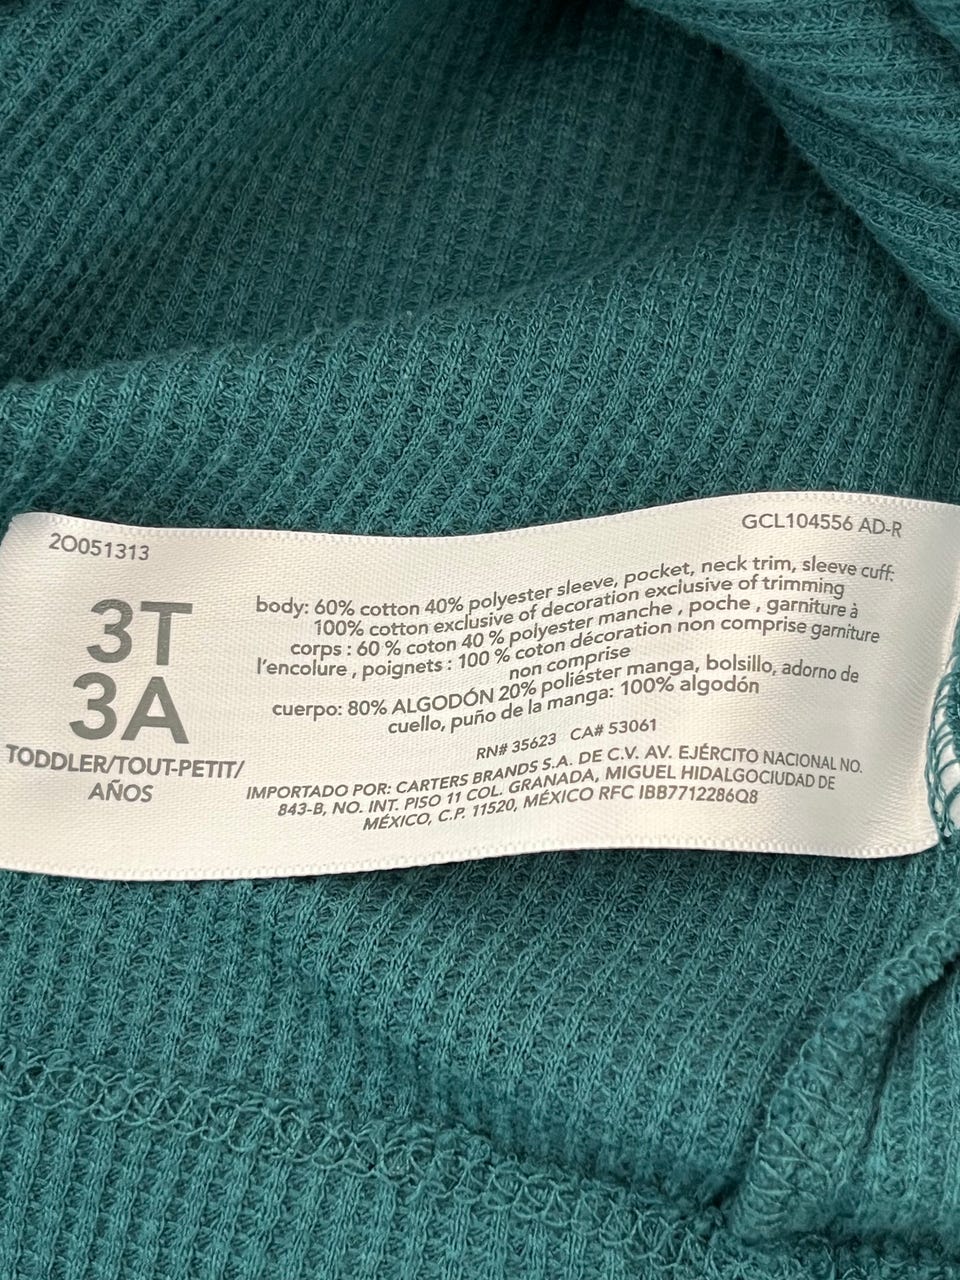 2O051313
GCL104556 AD-R
3T
3A
TODDLER/TOUT-PETIT/
AÑOS
body: 60% cotton 40% polyester sleeve, pocket, neck trim, sleeve cuff:
100% cotton exclusive of decoration exclusive of trimming
corps : 60 % coton 40 % polyester manche , poche , garniture à
l'encolure , poignets : 100 % coton décoration non comprise garniture
non comprise
cuerpo: 80% ALGODÓN 20% poliéster manga, bolsillo, adorno de
cuello, puño de la manga: 100% algodón
RN# 35623 CA# 53061
IMPORTADO POR: CARTERS BRANDS S.A. DE C.V. AV. EJÉRCITO NACIONAL NO.
843-B, NO. INT. PISO 11 COL. GRANADA, MIGUEL HIDALGOCIUDAD DE
MÉXICO, C.P. 11520, MÉXICO RFC IBB7712286Q8